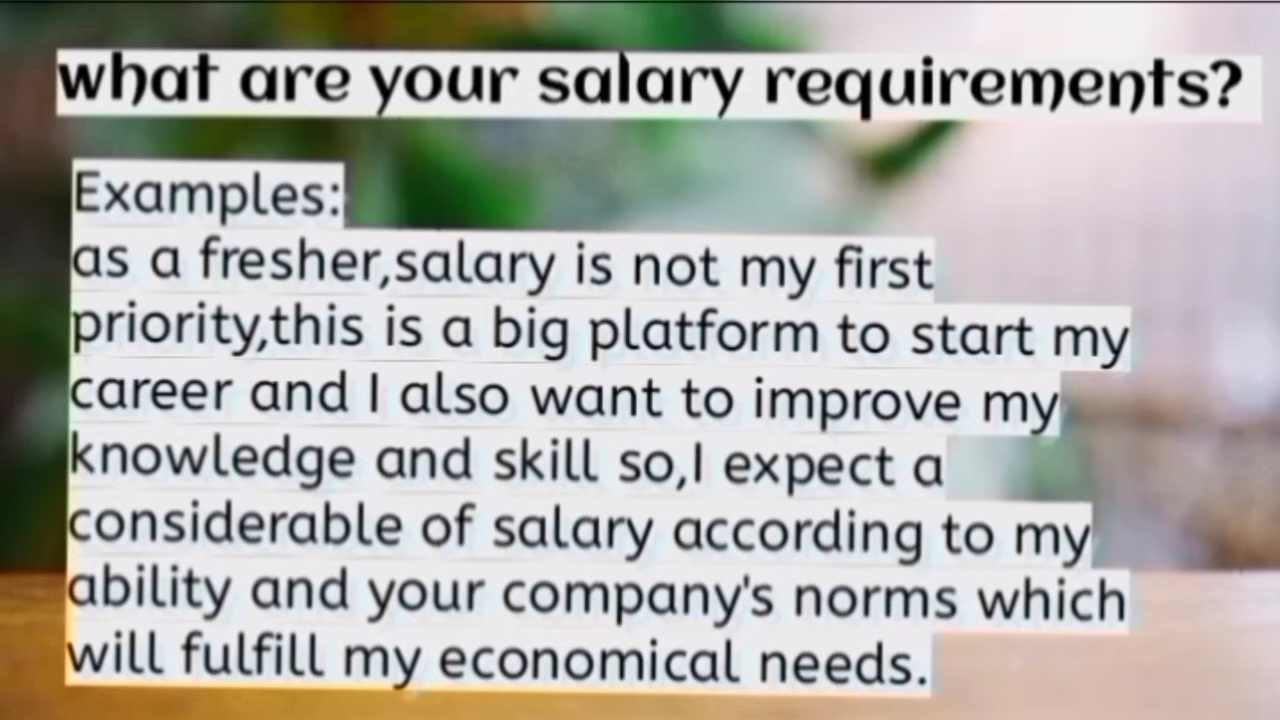 what are your salary requirements?
Examples:
as a fresher,salary is not my first
priority,this is a big platform to start my
career and I also want to improve my
knowledge and skill so,I expect a
considerable of salary according to my
ability and your company's norms which
will fulfill my economical needs.